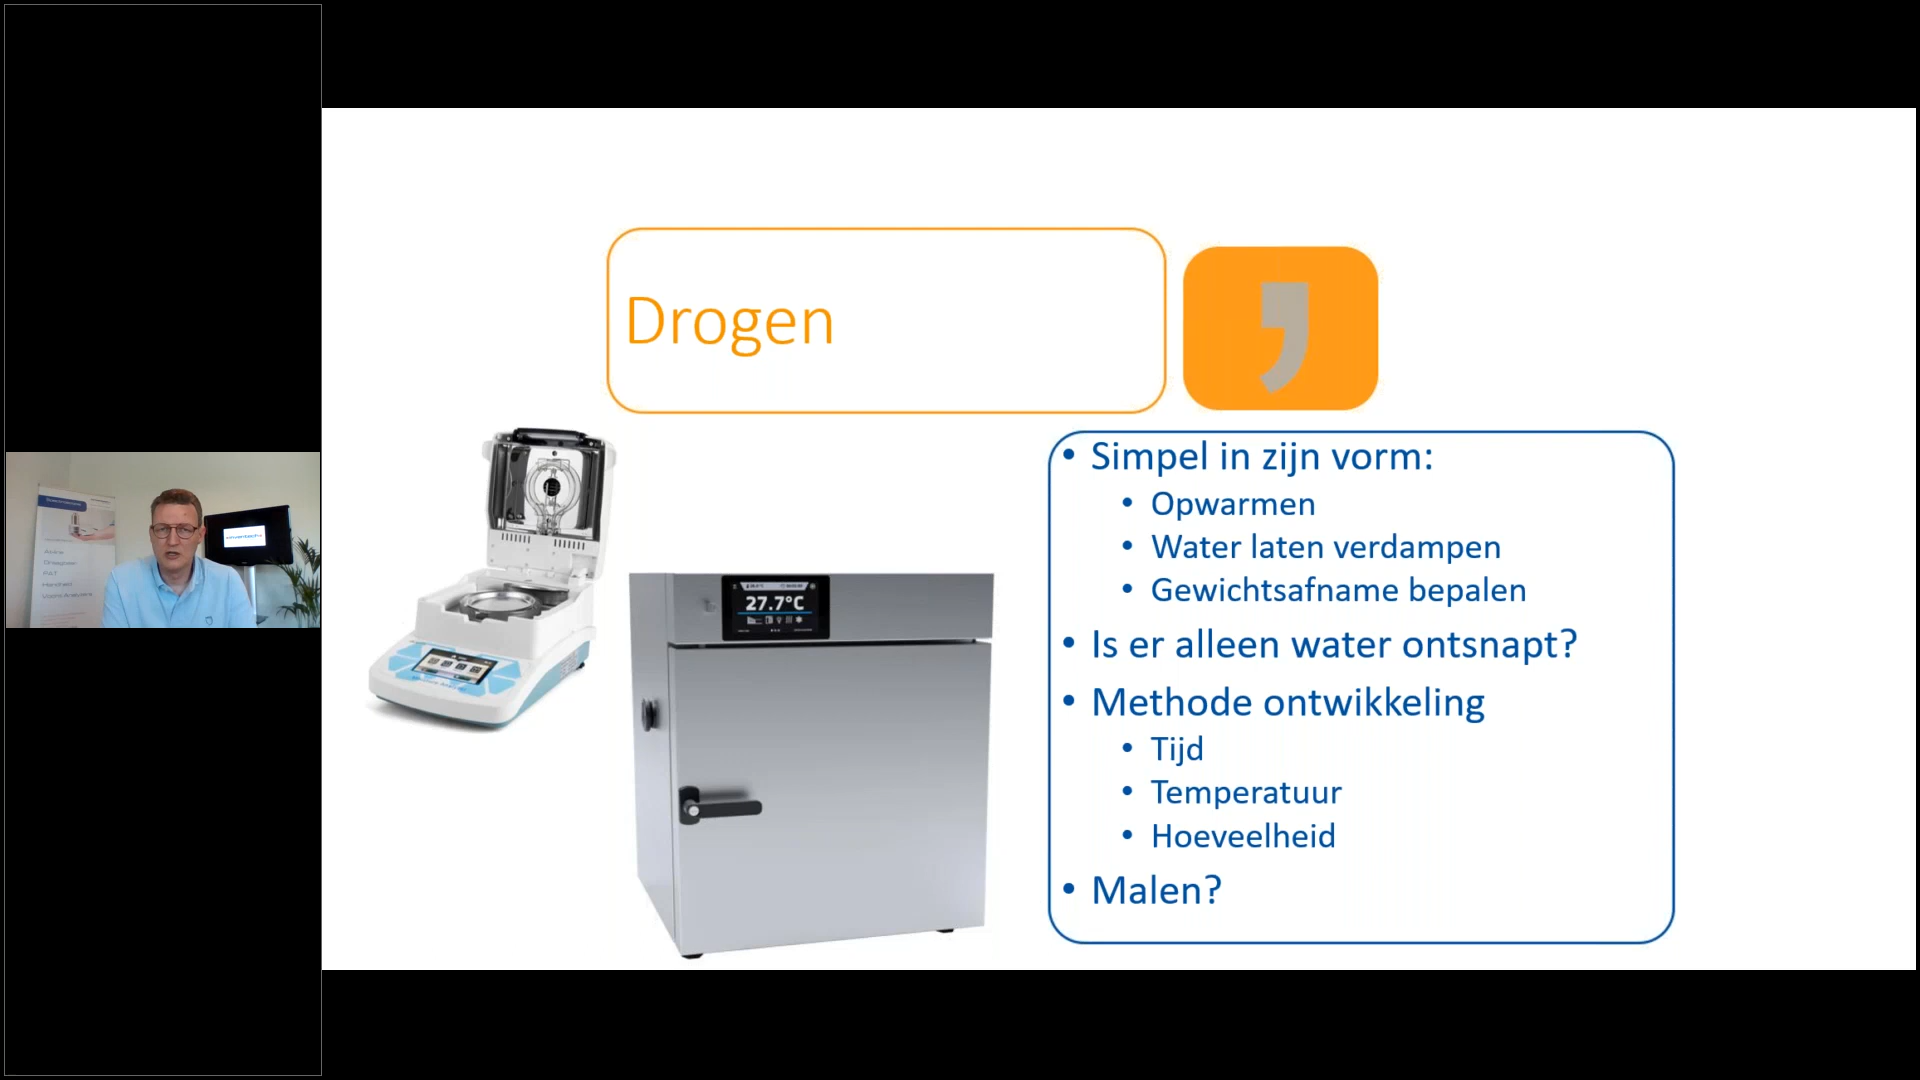 Drogen
,
• Simpel in zijn vorm:
• Opwarmen
• Water laten verdampen
• Gewichtsafname bepalen
• Is er alleen water ontsnapt?
• Methode ontwikkeling
• Tijd
• Temperatuur
• Hoeveelheid
• Malen?
27.7°C